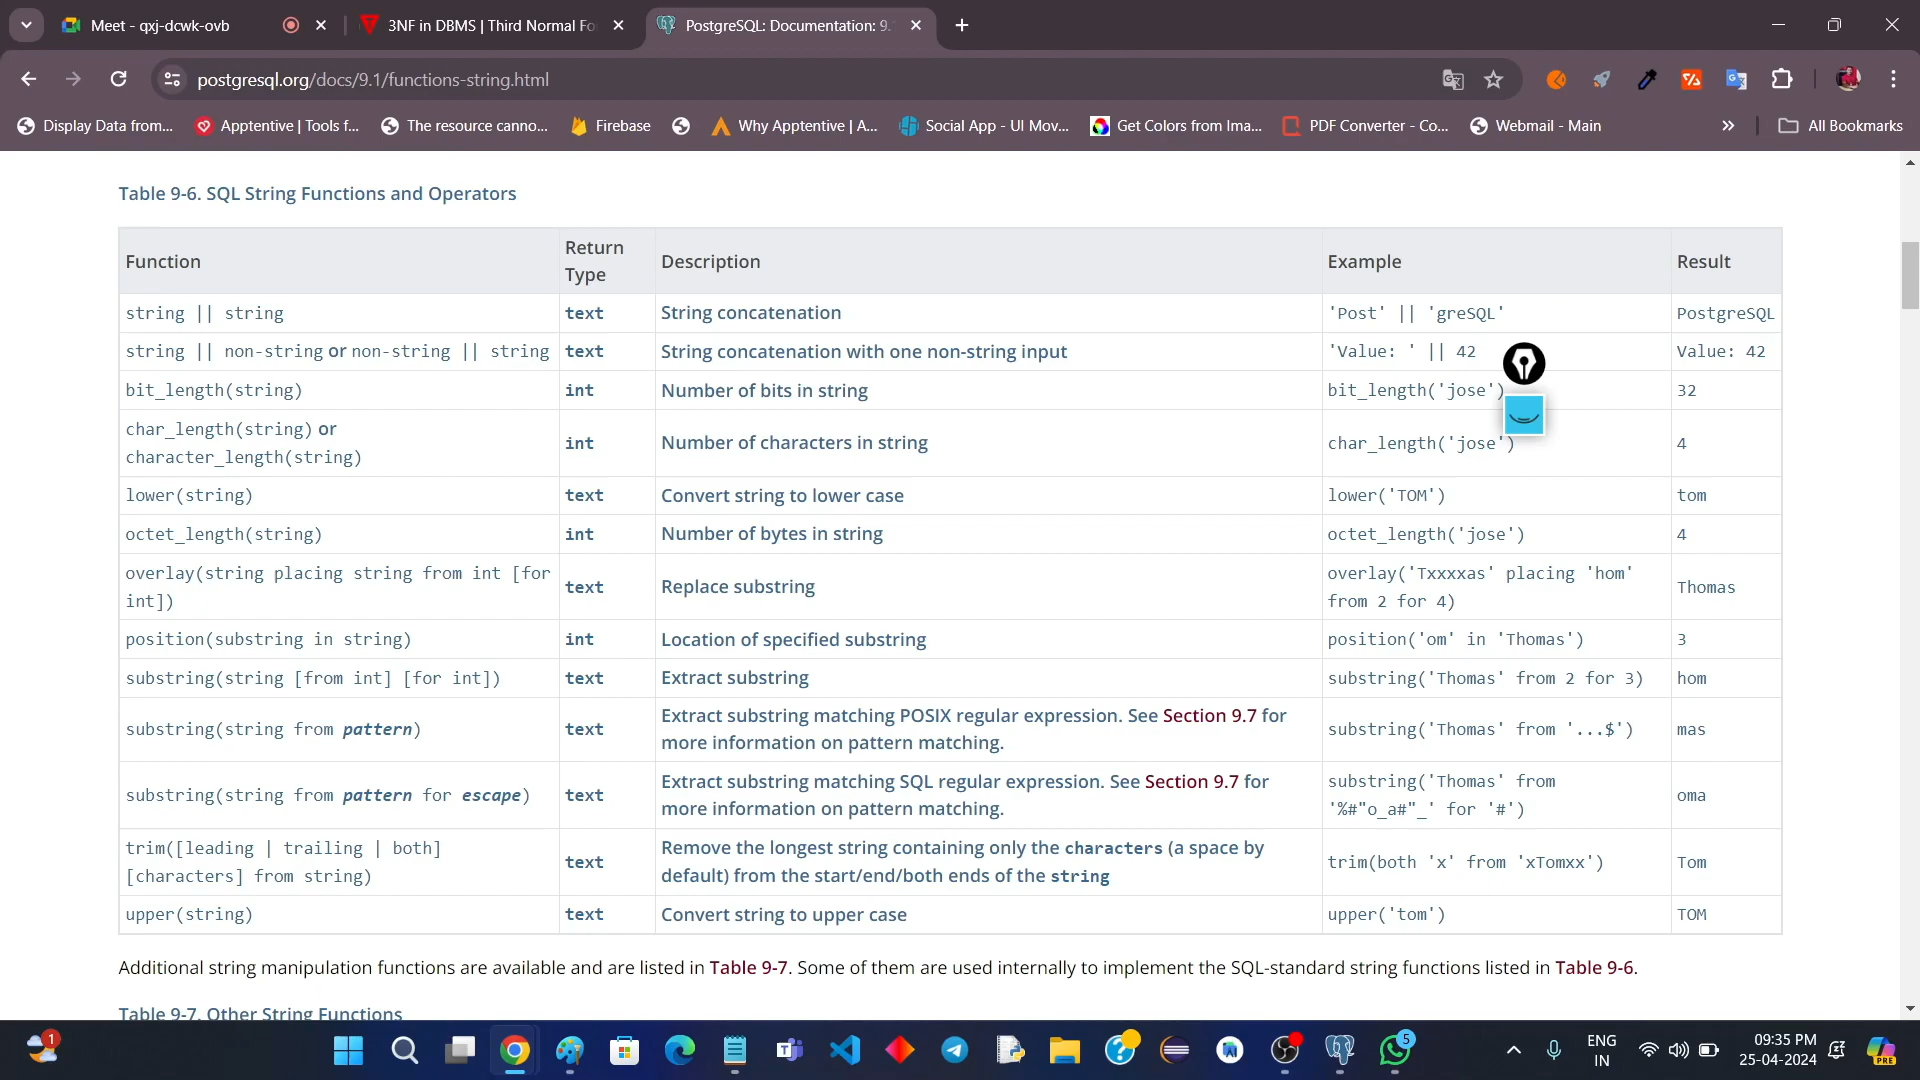 Meet - qxj-dcwk-ovb
3NF in DBMS | Third Normal Fo
PostgreSQL: Documentation: 9.
postgresql.org/docs/9.1/functions-string.html
Display Data from...
Apptentive | Tools f...
The resource canno...
Firebase
Why Apptentive | A...
Social App - UI Mov...
Get Colors from Ima...
PDF Converter - Co...
Webmail - Main
All Bookmarks
Table 9-6. SQL String Functions and Operators
Function Return Type Description Example Result
string || string text String concatenation 'Post' || 'greSQL' PostgreSQL
string || non-string or non-string || string text String concatenation with one non-string input 'Value: ' || 42 Value: 42
bit_length(string) int Number of bits in string bit_length('jose') 32
char_length(string) or
character_length(string) int Number of characters in string char_length('jose') 4
lower(string) text Convert string to lower case lower('TOM') tom
octet_length(string) int Number of bytes in string octet_length('jose') 4
overlay(string placing string from int [for
int]) text Replace substring overlay('Txxxxas' placing 'hom'
from 2 for 4) Thomas
position(substring in string) int Location of specified substring position('om' in 'Thomas') 3
substring(string [from int] [for int]) text Extract substring substring('Thomas' from 2 for 3) hom
substring(string from pattern) text Extract substring matching POSIX regular expression. See Section 9.7 for
more information on pattern matching. substring('Thomas' from '...$') mas
substring(string from pattern for escape) text Extract substring matching SQL regular expression. See Section 9.7 for
more information on pattern matching. substring('Thomas' from
'%#"o_a#"_' for '#') oma
trim([leading | trailing | both]
[characters] from string) text Remove the longest string containing only the characters (a space by
default) from the start/end/both ends of the string trim(both 'x' from 'xTomxx') Tom
upper(string) text Convert string to upper case upper('tom') TOM
Additional string manipulation functions are available and are listed in Table 9-7. Some of them are used internally to implement the SQL-standard string functions listed in Table 9-6.
Table 9-7. Other String Functions
1
5
ENG
IN
09:35 PM
25-04-2024
PRE